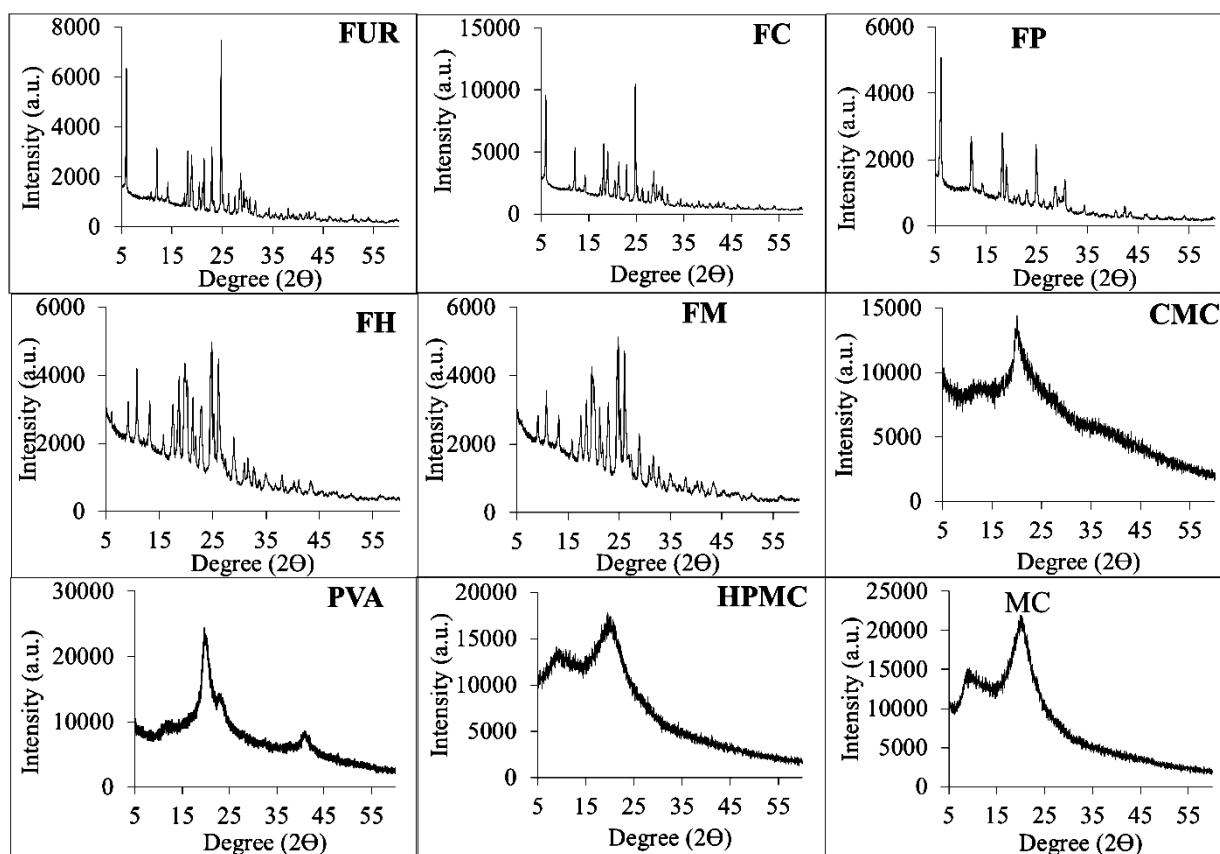 FUR
Intensity (a.u.)
8000
6000
4000
2000
0
5 15 25 35 45 55
Degree (2Θ)
FC
Intensity (a.u.)
15000
10000
5000
0
5 15 25 35 45 55
Degree (2Θ)
FP
Intensity (a.u.)
6000
4000
2000
0
5 15 25 35 45 55
Degree (2Θ)
FH
Intensity (a.u.)
6000
4000
2000
0
5 15 25 35 45 55
Degree (2Θ)
FM
Intensity (a.u.)
6000
4000
2000
0
5 15 25 35 45 55
Degree (2Θ)
CMC
Intensity (a.u.)
15000
10000
5000
0
5 15 25 35 45 55
Degree (2Θ)
PVA
Intensity (a.u.)
30000
20000
10000
0
5 15 25 35 45 55
Degree (2Θ)
HPMC
Intensity (a.u.)
20000
15000
10000
5000
0
5 15 25 35 45 55
Degree (2Θ)
MC
Intensity (a.u.)
25000
20000
15000
10000
5000
0
5 15 25 35 45 55
Degree (2Θ)